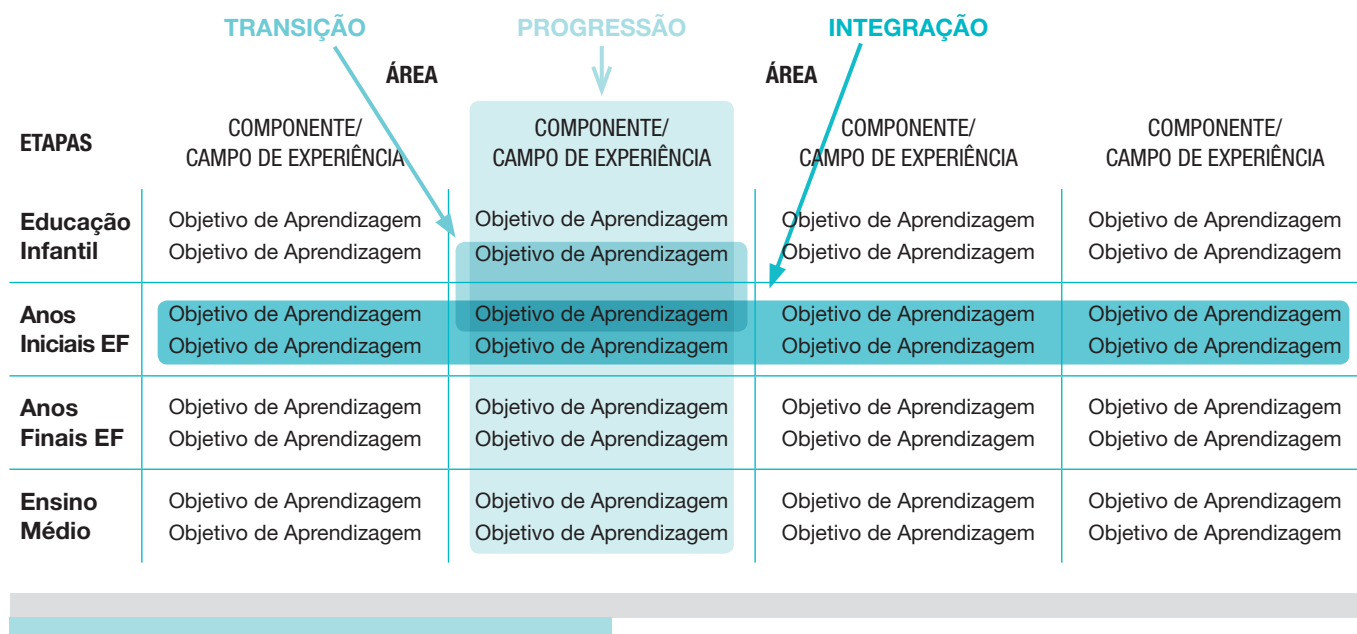 TRANSIÇÃO PROGRESSÃO INTEGRAÇÃO
ÁREA ÁREA
ETAPAS
COMPONENTE/ COMPONENTE/ COMPONENTE/ COMPONENTE/
CAMPO DE EXPERIÊNCIA CAMPO DE EXPERIÊNCIA CAMPO DE EXPERIÊNCIA CAMPO DE EXPERIÊNCIA
Educação Objetivo de Aprendizagem Objetivo de Aprendizagem Objetivo de Aprendizagem Objetivo de Aprendizagem
Infantil Objetivo de Aprendizagem Objetivo de Aprendizagem Objetivo de Aprendizagem Objetivo de Aprendizagem
Anos Objetivo de Aprendizagem Objetivo de Aprendizagem Objetivo de Aprendizagem Objetivo de Aprendizagem
Iniciais EF Objetivo de Aprendizagem Objetivo de Aprendizagem Objetivo de Aprendizagem Objetivo de Aprendizagem
Anos Objetivo de Aprendizagem Objetivo de Aprendizagem Objetivo de Aprendizagem Objetivo de Aprendizagem
Finais EF Objetivo de Aprendizagem Objetivo de Aprendizagem Objetivo de Aprendizagem Objetivo de Aprendizagem
Ensino Objetivo de Aprendizagem Objetivo de Aprendizagem Objetivo de Aprendizagem Objetivo de Aprendizagem
Médio Objetivo de Aprendizagem Objetivo de Aprendizagem Objetivo de Aprendizagem Objetivo de Aprendizagem